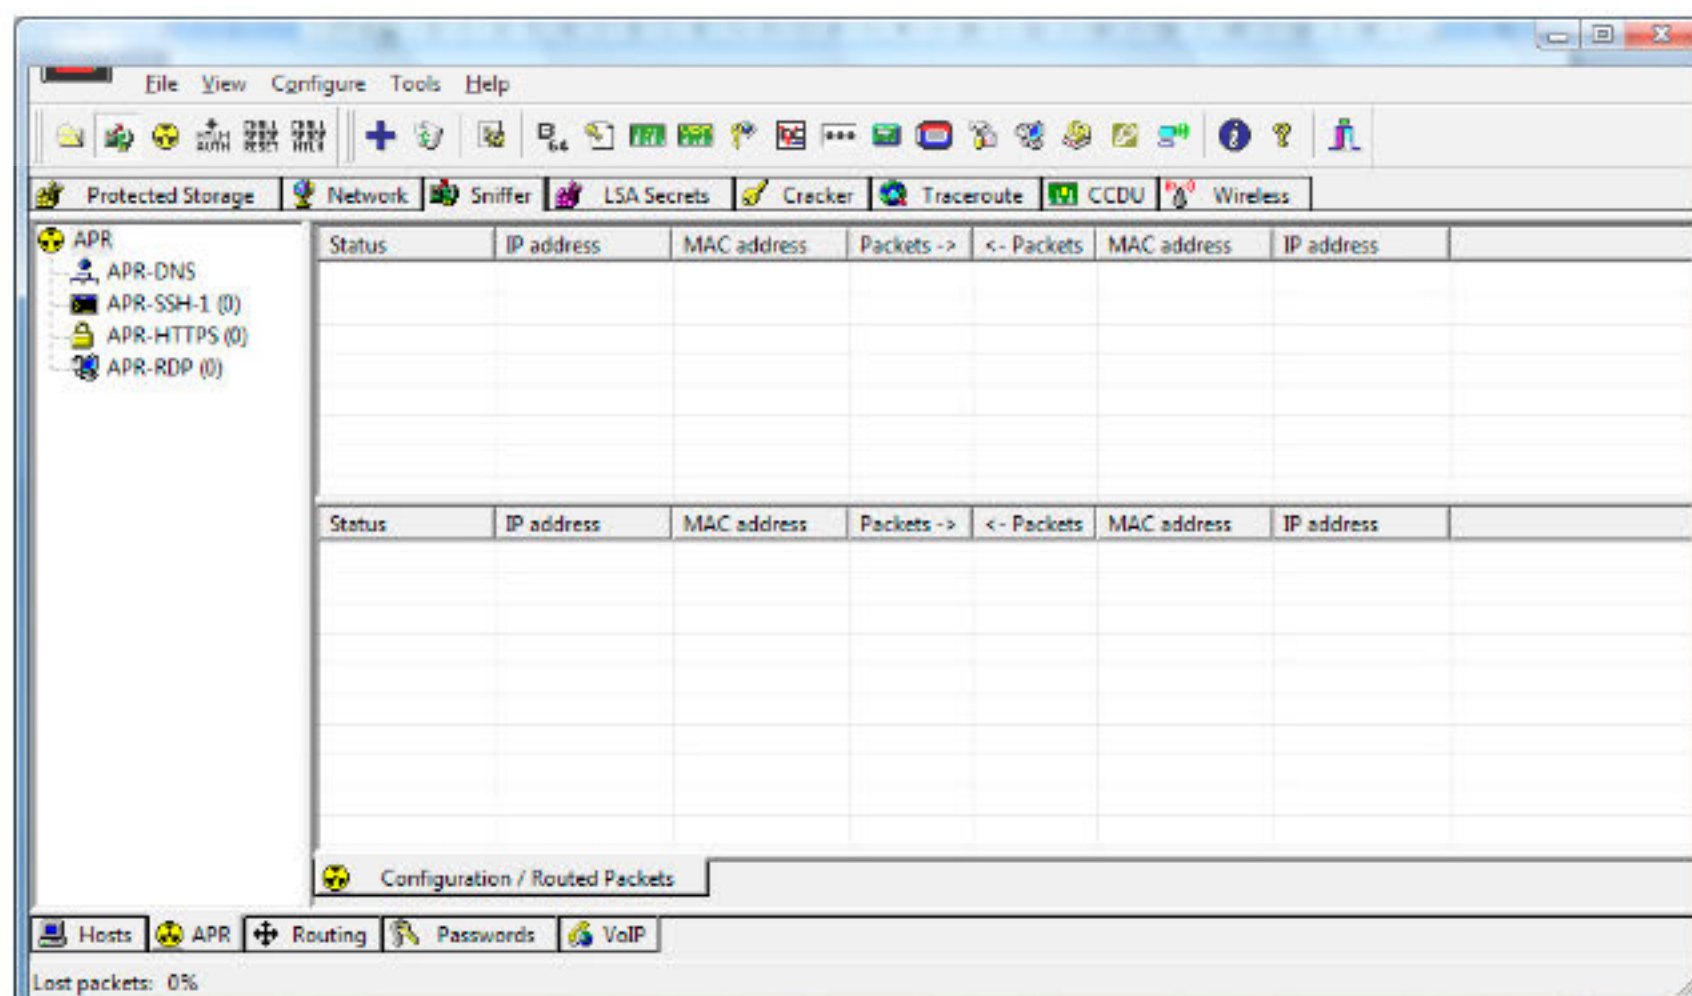 File View Configure Tools Help
B 64
Protected Storage Network Sniffer LSA Secrets Cracker Traceroute CCDU Wireless
APR
APR-DNS
APR-SSH-1 (0)
APR-HTTPS (0)
APR-RDP (0)
Status IP address MAC address Packets -> <- Packets MAC address IP address
Status IP address MAC address Packets -> <- Packets MAC address IP address
Configuration / Routed Packets
Hosts APR Routing Passwords VoIP
Lost packets: 0%